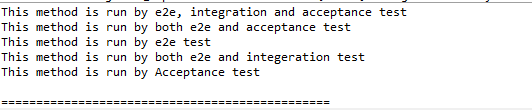 This method is run by e2e, integration and acceptance test
This method is run by both e2e and acceptance test
This method is run by e2e test
This method is run by both e2e and integeration test
This method is run by Acceptance test
===============================================